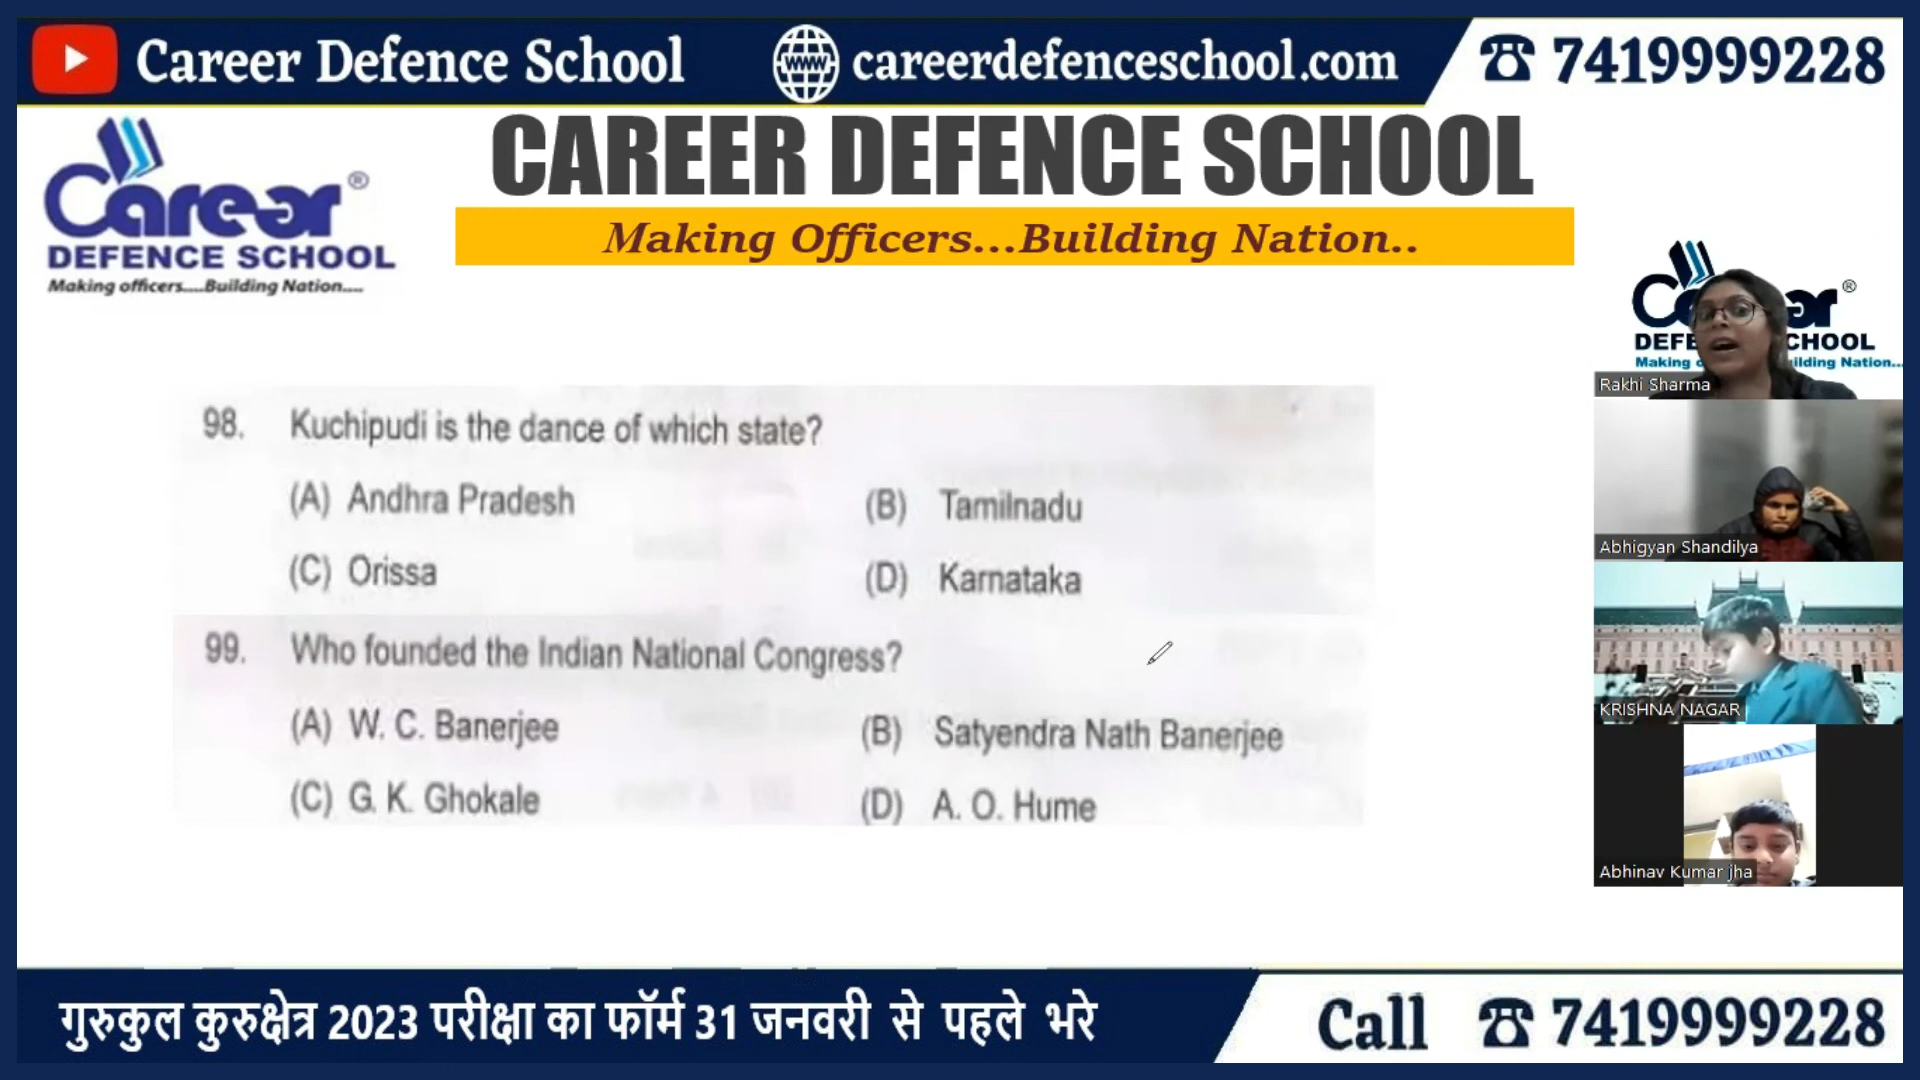 Career Defence School
www
careerdefenceschool.com
7419999228
Career ®
DEFENCE SCHOOL
Making officers....Building Nation....
CAREER DEFENCE SCHOOL
Making Officers...Building Nation..
98. Kuchipudi is the dance of which state?
(A) Andhra Pradesh (B) Tamilnadu
(C) Orissa (D) Karnataka
99. Who founded the Indian National Congress?
(A) W. C. Banerjee (B) Satyendra Nath Banerjee
(C) G. K. Ghokale (D) A. O. Hume
®
Making
Nation...
Rakhi Sharma
Abhigyan Shandilya
KRISHNA NAGAR
Abhinav Kumar jha
गुरुकुल कुरुक्षेत्र 2023 परीक्षा का फॉर्म 31 जनवरी से पहले भरे
Call 7419999228